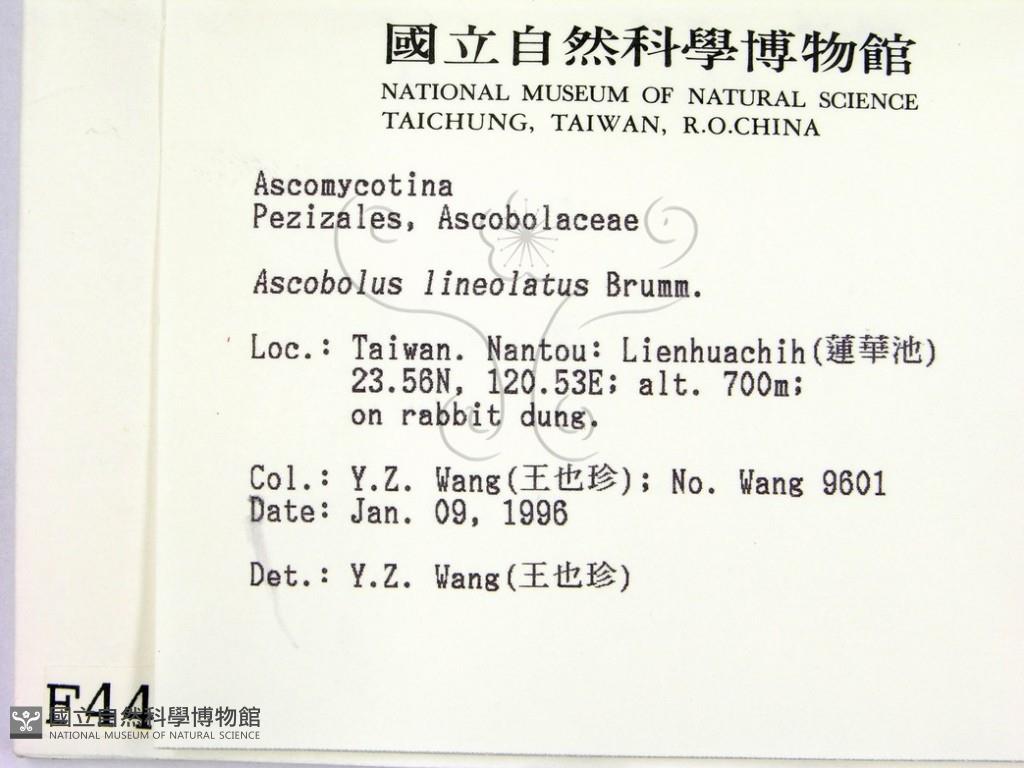 國立自然科學博物館
NATIONAL MUSEUM OF NATURAL SCIENCE
TAICHUNG, TAIWAN, R.O.CHINA
Ascomycotina
Pezizales, Ascobolaceae
Ascobolus lineolatus Brumm.
Loc.: Taiwan. Nantou: Lienhuachih(蓮華池)
23.56N, 120.53E; alt. 700m;
on rabbit dung.
Col.: Y.Z. Wang(王也珍); No. Wang 9601
Date: Jan. 09, 1996
Det.: Y.Z. Wang(王也珍)
F44
國立自然科學博物館
NATIONAL MUSEUM OF NATURAL SCIENCE